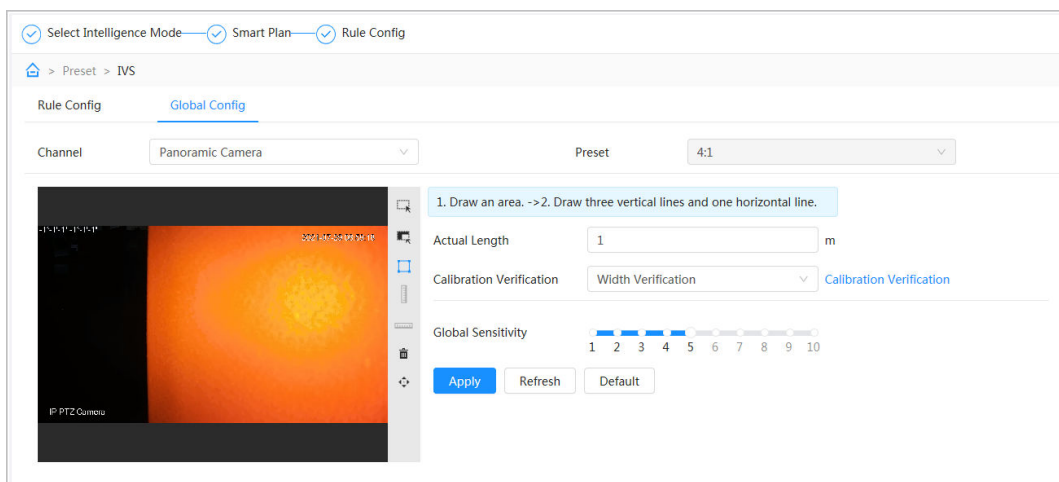 Select Intelligence Mode Smart Plan Rule Config
> Preset > IVS
Rule Config Global Config
Channel Panoramic Camera Preset 4:1
1. Draw an area. ->2. Draw three vertical lines and one horizontal line.
Actual Length 1 m
Calibration Verification Width Verification Calibration Verification
Global Sensitivity
1 2 3 4 5 6 7 8 9 10
Apply Refresh Default
IP PTZ Camera